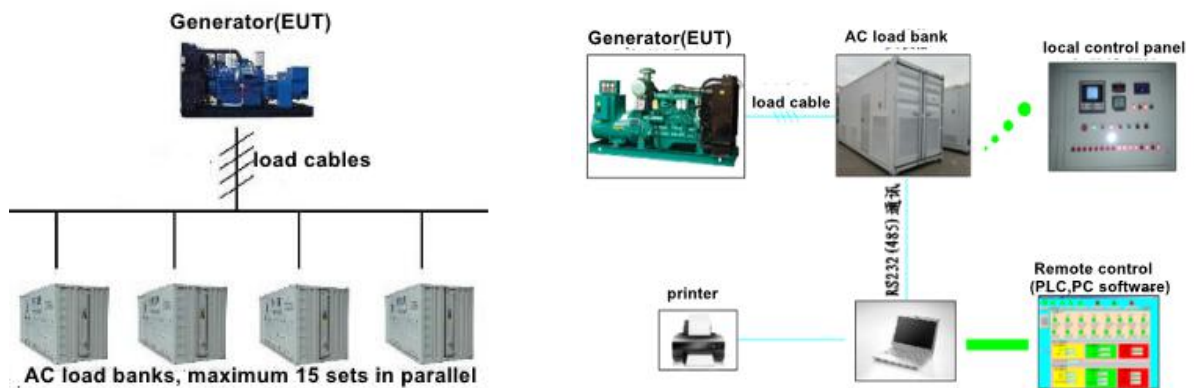 Generator(EUT)
load cables
AC load banks, maximum 15 sets in parallel
Generator(EUT)
load cable
AC load bank
local control panel
RS232 (485) 通讯
printer
Remote control
(PLC,PC software)